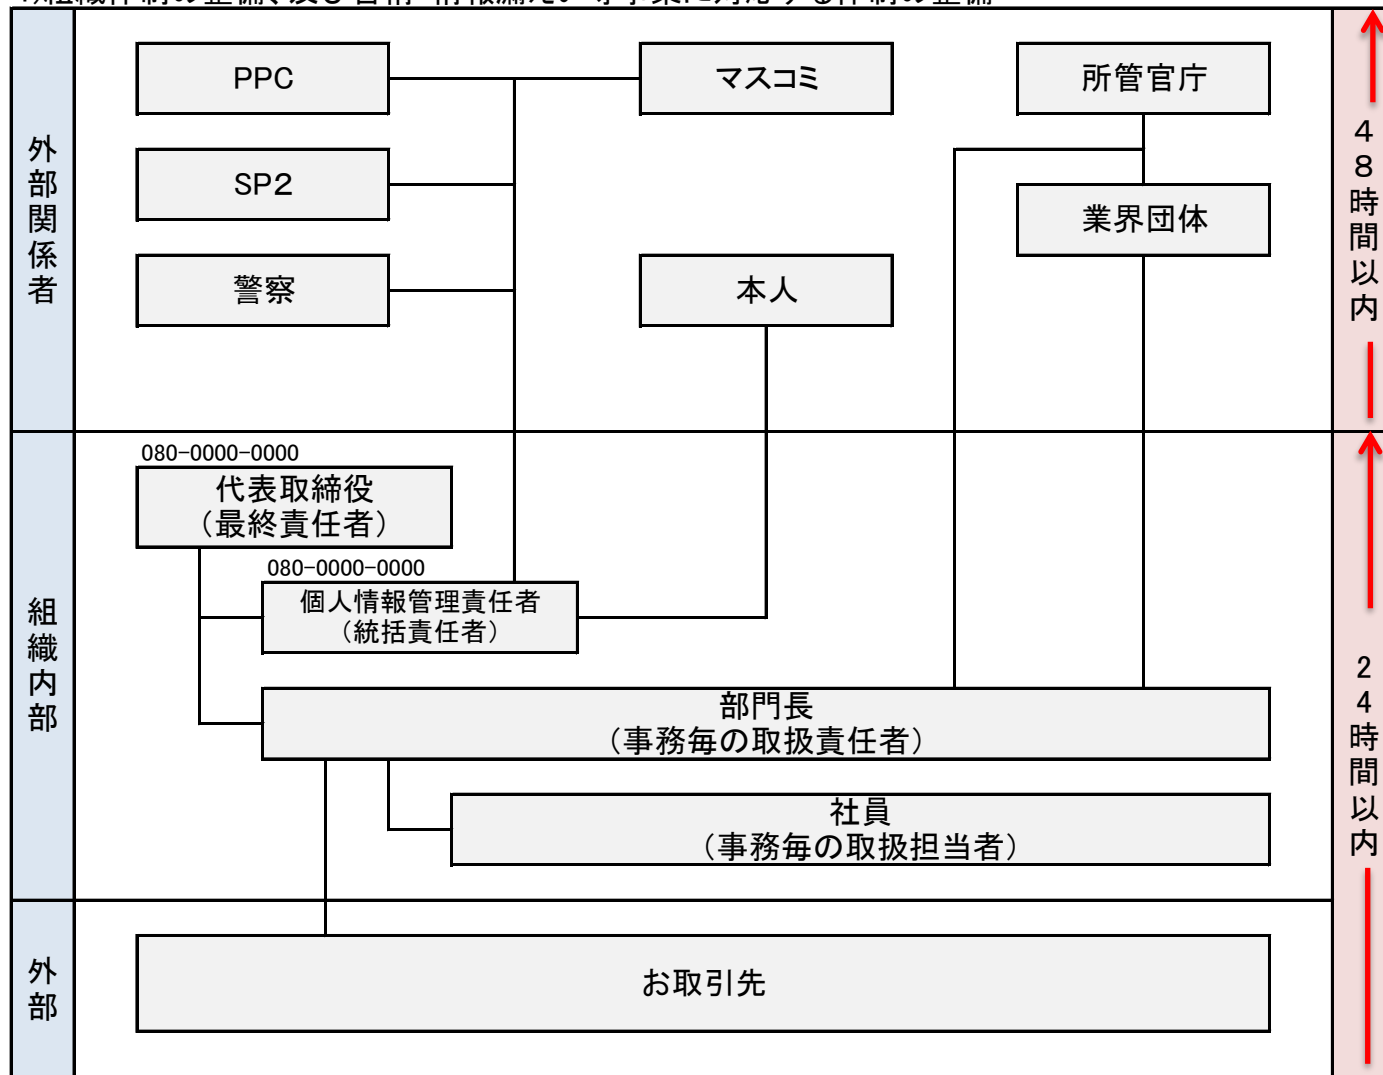 外部関係者
PPC
マスコミ
所管官庁
SP2
業界団体
警察
本人
48時間以内
組織内部
080-0000-0000
代表取締役
（最終責任者）
080-0000-0000
個人情報管理責任者
（統括責任者）
部門長
（事務毎の取扱責任者）
社員
（事務毎の取扱担当者）
24時間以内
外部
お取引先